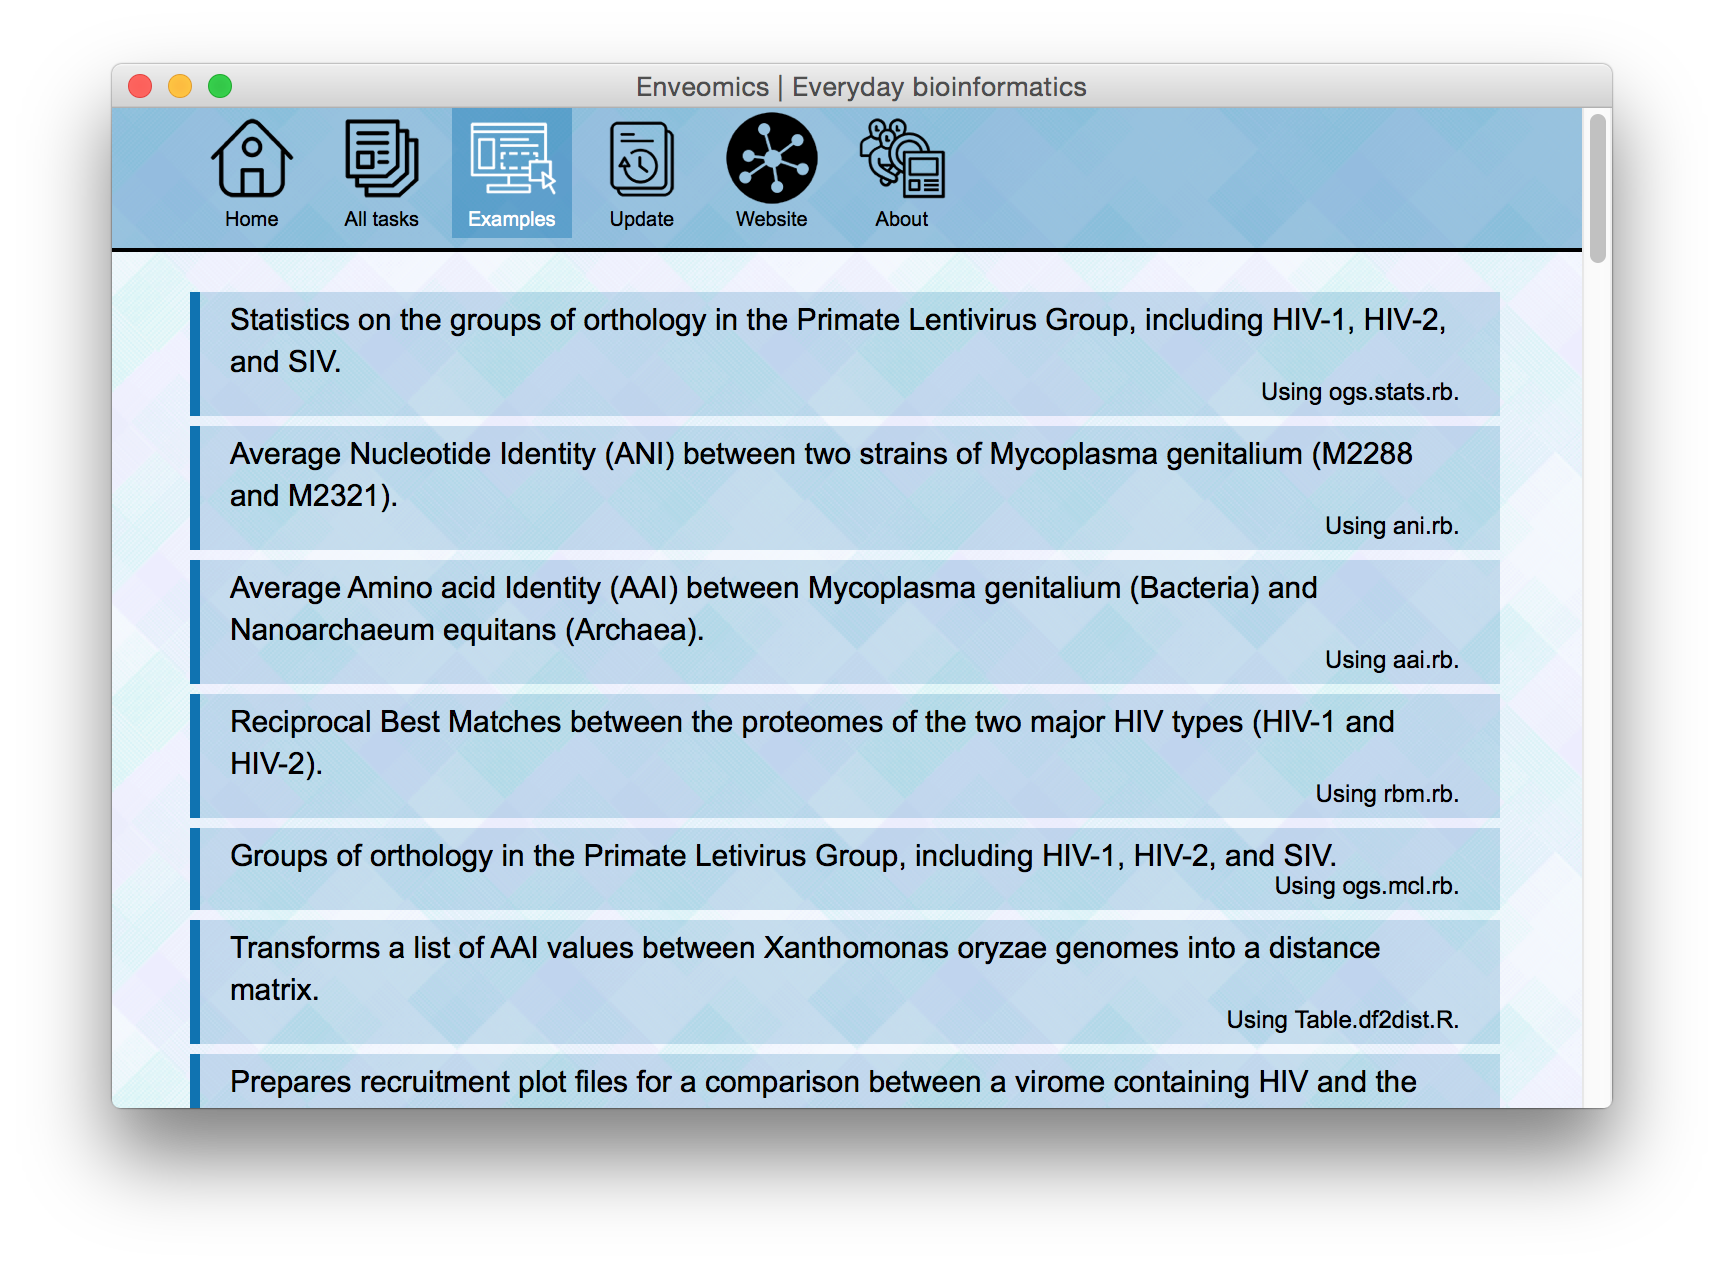 Enveomics | Everyday bioinformatics
Home
All tasks
Examples
Update
Website
About
Statistics on the groups of orthology in the Primate Lentivirus Group, including HIV-1, HIV-2,
and SIV.
Using ogs.stats.rb.
Average Nucleotide Identity (ANI) between two strains of Mycoplasma genitalium (M2288
and M2321).
Using ani.rb.
Average Amino acid Identity (AAI) between Mycoplasma genitalium (Bacteria) and
Nanoarchaeum equitans (Archaea).
Using aai.rb.
Reciprocal Best Matches between the proteomes of the two major HIV types (HIV-1 and
HIV-2).
Using rbm.rb.
Groups of orthology in the Primate Letivirus Group, including HIV-1, HIV-2, and SIV.
Using ogs.mcl.rb.
Transforms a list of AAI values between Xanthomonas oryzae genomes into a distance
matrix.
Using Table.df2dist.R.
Prepares recruitment plot files for a comparison between a virome containing HIV and the